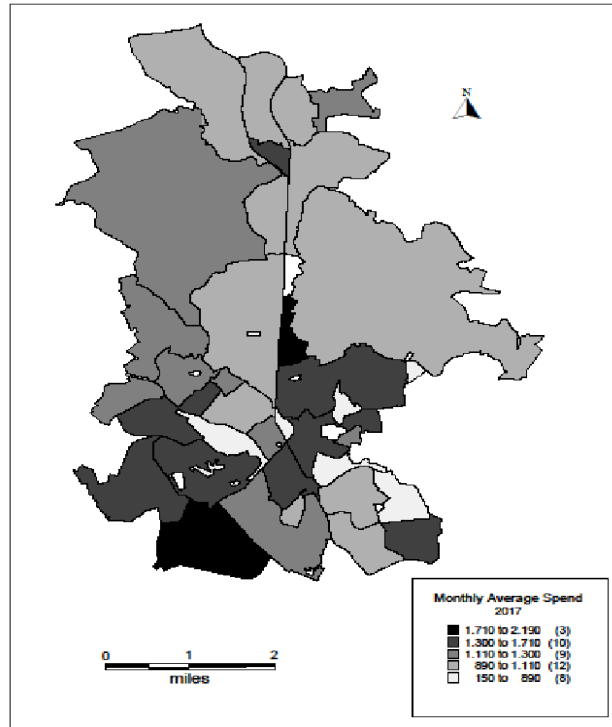 N
Monthly Average Spend
2017
1.710 to 2.190 (3)
1.300 to 1.710 (10)
1.110 to 1.300 (9)
890 to 1.110 (12)
150 to 890 (8)
0 1 2
miles